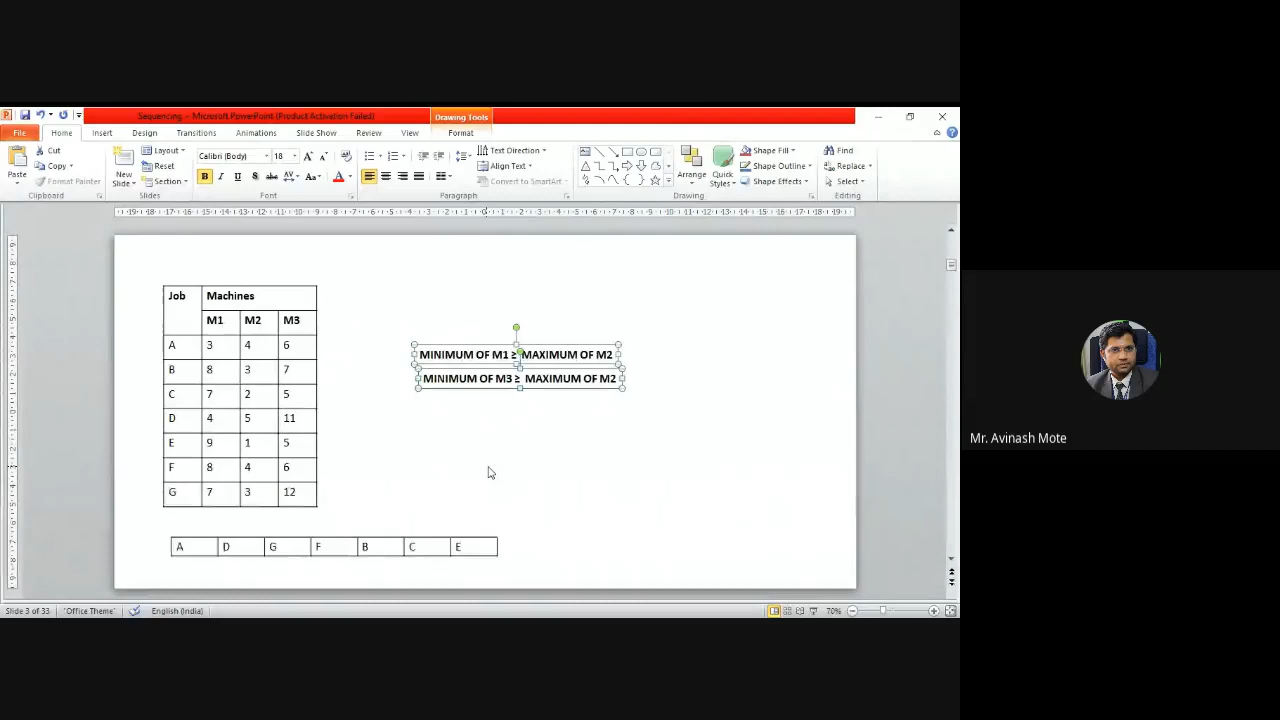 Sequencing - Microsoft PowerPoint (Product Activation Failed)
Drawing Tools
File Home Insert Design Transitions Animations Slide Show Review View Format
Paste
Cut
Copy
Format Painter
Clipboard
New Slide
Layout
Reset
Section
Slides
Calibri (Body) 18
B I U S abc AV Aa A
Font
Text Direction
Align Text
Convert to SmartArt
Paragraph
Arrange
Quick Styles
Shape Fill
Shape Outline
Shape Effects
Drawing
Find
Replace
Select
Editing
Job Machines
M1 M2 M3
A 3 4 6
B 8 3 7
C 7 2 5
D 4 5 11
E 9 1 5
F 8 4 6
G 7 3 12
MINIMUM OF M1 ≥ MAXIMUM OF M2
MINIMUM OF M3 ≥ MAXIMUM OF M2
A D G F B C E
Mr. Avinash Mote
Slide 3 of 33 "Office Theme" English (India) 70%